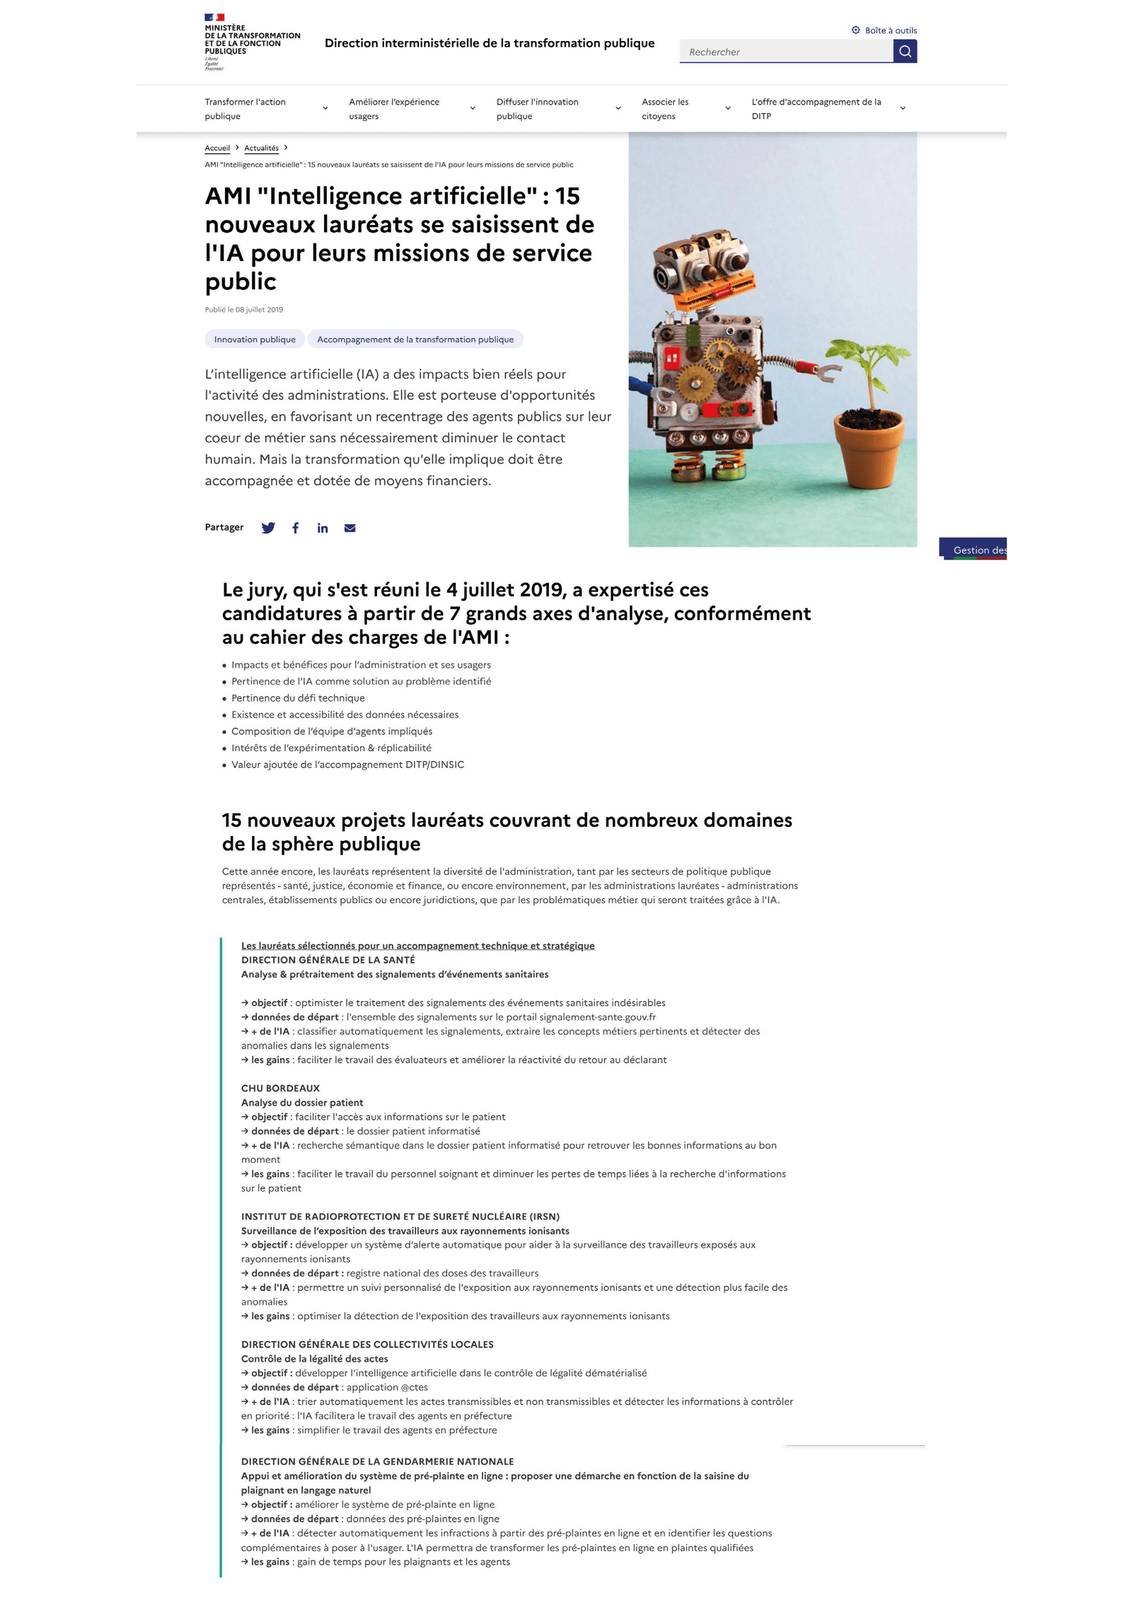 MINISTÈRE
DE LA TRANSFORMATION
ET DE LA FONCTION
PUBLIQUES
Liberté
Égalité
Fraternité
Direction interministérielle de la transformation publique
Boîte à outils
Rechercher
Transformer l'action
publique
Améliorer l'expérience
usagers
Diffuser l'innovation
publique
Associer les
citoyens
L'offre d'accompagnement de la
DITP
Accueil > Actualités >
AMI "Intelligence artificielle" : 15 nouveaux lauréats se saisissent de l'IA pour leurs missions de service public
AMI "Intelligence artificielle" : 15
nouveaux lauréats se saisissent de
l'IA pour leurs missions de service
public
Publié le 08 juillet 2019
Innovation publique
Accompagnement de la transformation publique
L'intelligence artificielle (IA) a des impacts bien réels pour
l'activité des administrations. Elle est porteuse d'opportunités
nouvelles, en favorisant un recentrage des agents publics sur leur
coeur de métier sans nécessairement diminuer le contact
humain. Mais la transformation qu'elle implique doit être
accompagnée et dotée de moyens financiers.
Partager
Gestion des
Le jury, qui s'est réuni le 4 juillet 2019, a expertisé ces
candidatures à partir de 7 grands axes d'analyse, conformément
au cahier des charges de l'AMI :
• Impacts et bénéfices pour l'administration et ses usagers
• Pertinence de l'IA comme solution au problème identifié
• Pertinence du défi technique
• Existence et accessibilité des données nécessaires
• Composition de l'équipe d'agents impliqués
• Intérêts de l'expérimentation & réplicabilité
• Valeur ajoutée de l'accompagnement DITP/DINSIC
15 nouveaux projets lauréats couvrant de nombreux domaines
de la sphère publique
Cette année encore, les lauréats représentent la diversité de l'administration, tant par les secteurs de politique publique
représentés - santé, justice, économie et finance, ou encore environnement, par les administrations lauréates - administrations
centrales, établissements publics ou encore juridictions, que par les problématiques métier qui seront traitées grâce à l'IA.
Les lauréats sélectionnés pour un accompagnement technique et stratégique
DIRECTION GÉNÉRALE DE LA SANTÉ
Analyse & prétraitement des signalements d'événements sanitaires
→ objectif : optimister le traitement des signalements des événements sanitaires indésirables
→ données de départ : l'ensemble des signalements sur le portail signalement-sante.gouv.fr
→ + de l'IA : classifier automatiquement les signalements, extraire les concepts métiers pertinents et détecter des
anomalies dans les signalements
→ les gains : faciliter le travail des évaluateurs et améliorer la réactivité du retour au déclarant
CHU BORDEAUX
Analyse du dossier patient
→ objectif : faciliter l'accès aux informations sur le patient
→ données de départ : le dossier patient informatisé
→ + de l'IA : recherche sémantique dans le dossier patient informatisé pour retrouver les bonnes informations au bon
moment
→ les gains : faciliter le travail du personnel soignant et diminuer les pertes de temps liées à la recherche d'informations
sur le patient
INSTITUT DE RADIOPROTECTION ET DE SURETÉ NUCLÉAIRE (IRSN)
Surveillance de l'exposition des travailleurs aux rayonnements ionisants
→ objectif : développer un système d'alerte automatique pour aider à la surveillance des travailleurs exposés aux
rayonnements ionisants
→ données de départ : registre national des doses des travailleurs
→ + de l'IA : permettre un suivi personnalisé de l'exposition aux rayonnements ionisants et une détection plus facile des
anomalies
→ les gains : optimiser la détection de l'exposition des travailleurs aux rayonnements ionisants
DIRECTION GÉNÉRALE DES COLLECTIVITÉS LOCALES
Contrôle de la légalité des actes
→ objectif : développer l'intelligence artificielle dans le contrôle de légalité dématérialisé
→ données de départ : application @ctes
→ + de l'IA : trier automatiquement les actes transmissibles et non transmissibles et détecter les informations à contrôler
en priorité : l'IA facilitera le travail des agents en préfecture
→ les gains : simplifier le travail des agents en préfecture
DIRECTION GÉNÉRALE DE LA GENDARMERIE NATIONALE
Appui et amélioration du système de pré-plainte en ligne : proposer une démarche en fonction de la saisine du
plaignant en langage naturel
→ objectif : améliorer le système de pré-plainte en ligne
→ données de départ : données des pré-plaintes en ligne
→ + de l'IA : détecter automatiquement les infractions à partir des pré-plaintes en ligne et en identifier les questions
complémentaires à poser à l'usager. L'IA permettra de transformer les pré-plaintes en ligne en plaintes qualifiées
→ les gains : gain de temps pour les plaignants et les agents